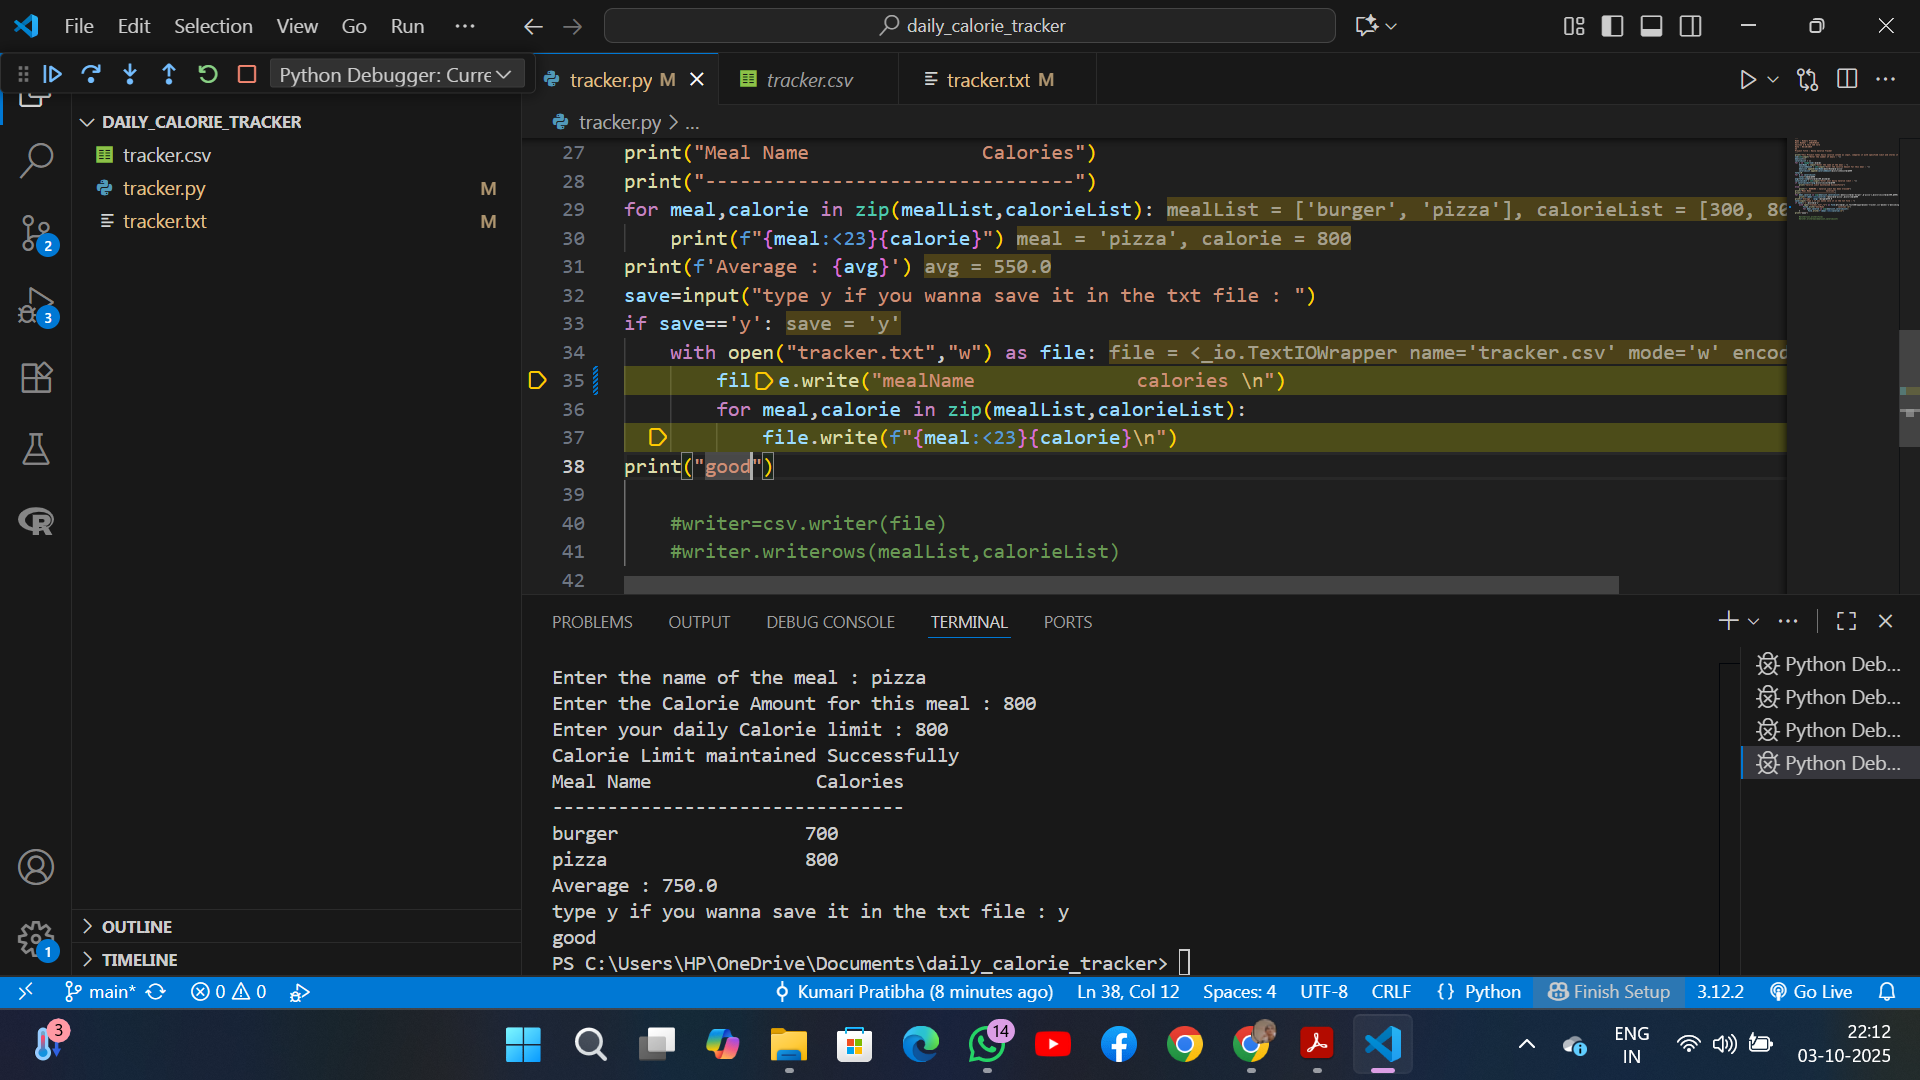 File Edit Selection View Go Run ···
daily_calorie_tracker
Python Debugger: Curre
tracker.py M
tracker.csv
tracker.txt M
DAILY_CALORIE_TRACKER
tracker.csv
tracker.py M
tracker.txt M
2
3
1
OUTLINE
TIMELINE
tracker.py > ...
27 print("Meal Name               Calories")
28 print("--------------------------------")
29 for meal,calorie in zip(mealList,calorieList): mealList = ['burger', 'pizza'], calorieList = [300, 80
30     print(f"{meal:<23}{calorie}") meal = 'pizza', calorie = 800
31 print(f'Average : {avg}') avg = 550.0
32 save=input("type y if you wanna save it in the txt file : ")
33 if save=='y': save = 'y'
34     with open("tracker.txt","w") as file: file = <_io.TextIOWrapper name='tracker.csv' mode='w' encod
35         file.write("mealName              calories \n")
36         for meal,calorie in zip(mealList,calorieList):
37             file.write(f"{meal:<23}{calorie}\n")
38 print("good")
39
40     #writer=csv.writer(file)
41     #writer.writerows(mealList,calorieList)
42
PROBLEMS OUTPUT DEBUG CONSOLE TERMINAL PORTS
Enter the name of the meal : pizza
Enter the Calorie Amount for this meal : 800
Enter your daily Calorie limit : 800
Calorie Limit maintained Successfully
Meal Name               Calories
--------------------------------
burger                 700
pizza                  800
Average : 750.0
type y if you wanna save it in the txt file : y
good
PS C:\Users\HP\OneDrive\Documents\daily_calorie_tracker>
Python Deb...
Python Deb...
Python Deb...
Python Deb...
main* 0 0 Kumari Pratibha (8 minutes ago) Ln 38, Col 12 Spaces: 4 UTF-8 CRLF {} Python Finish Setup 3.12.2 Go Live
3
14
ENG
IN
22:12
03-10-2025